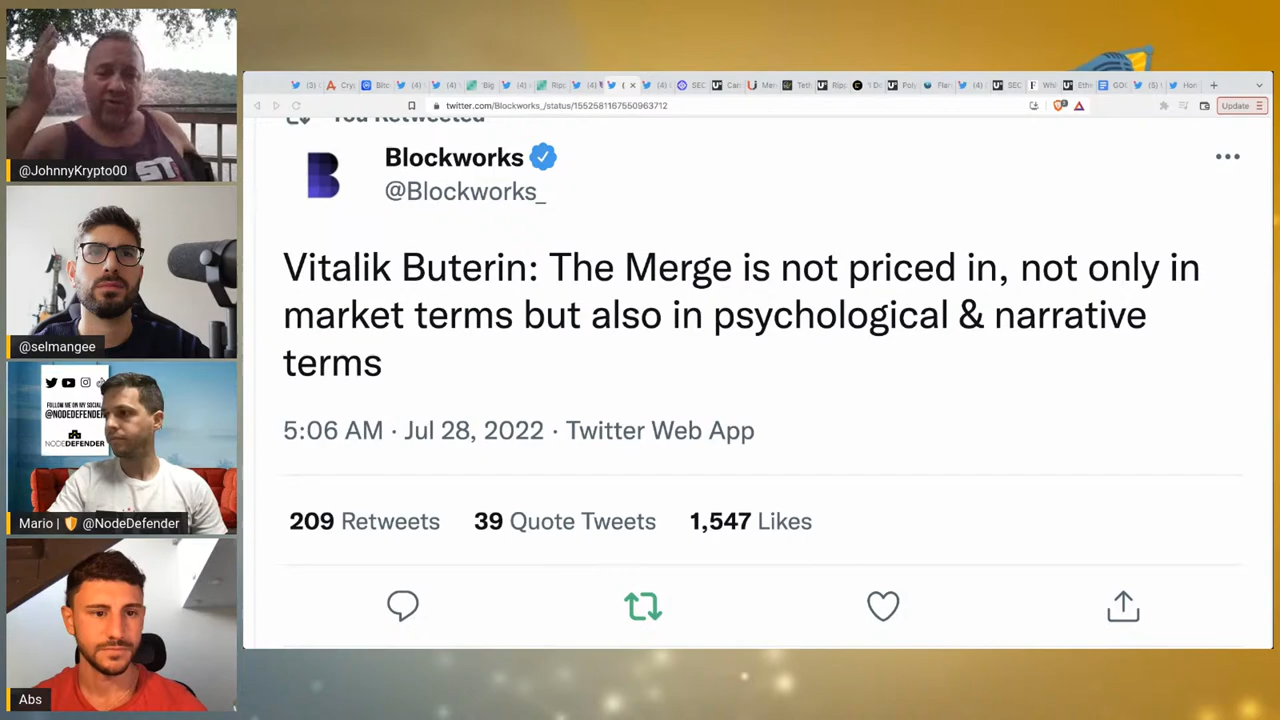 @JohnnyKrypto00
@selmangee
FOLLOW ME ON MY SOCIAL
@NODEDEFENDER
NODEDEFENDER
Mario | @NodeDefender
Abs
twitter.com/Blockworks_/status/1552581167550963712
Update
You Retweeted
Blockworks
@Blockworks_
Vitalik Buterin: The Merge is not priced in, not only in
market terms but also in psychological & narrative
terms
5:06 AM · Jul 28, 2022 · Twitter Web App
209 Retweets 39 Quote Tweets 1,547 Likes